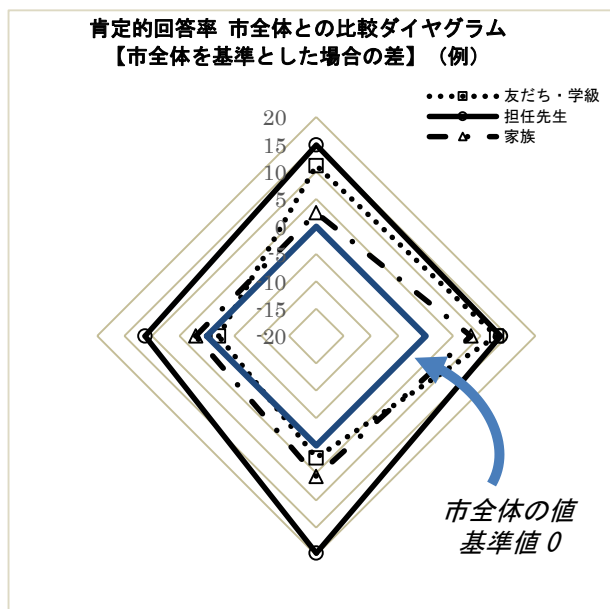 肯定的回答率 市全体との比較ダイヤグラム
【市全体を基準とした場合の差】（例）
友だち・学級
担任先生
家族
20
15
10
5
0
-5
-10
-15
-20
市全体の値
基準値 0